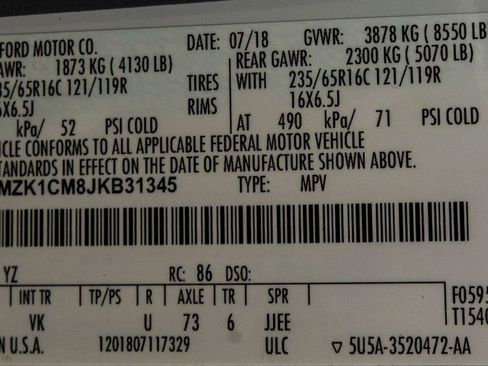 FORD MOTOR CO. DATE: 07/18 GVWR: 3878 KG (8550 LB)
GAWR: 1873 KG (4130 LB) REAR GAWR: 2300 KG (5070 LB)
235/65R16C 121/119R TIRES WITH 235/65R16C 121/119R
16X6.5J RIMS 16X6.5J
kPa/ 52 PSI COLD AT 490 kPa/ 71 PSI COLD
CLE CONFORMS TO ALL APPLICABLE FEDERAL MOTOR VEHICLE
STANDARDS IN EFFECT ON THE DATE OF MANUFACTURE SHOWN ABOVE.
MZK1CM8JKB31345 TYPE: MPV
YZ RC: 86 DSO:
INT TR TP/PS R AXLE TR SPR F0595
VK U 73 6 JJEE T1540
N U.S.A. 1201807117329 ULC ▽ 5U5A-3520472-AA